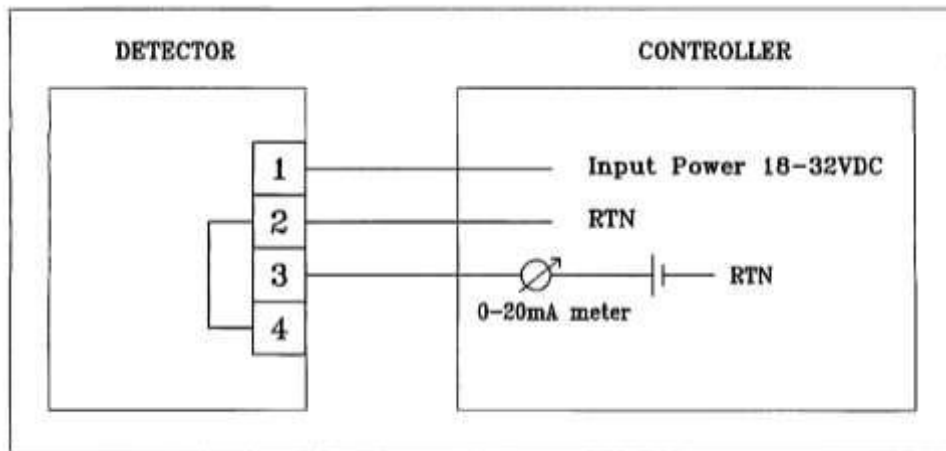 DETECTOR
CONTROLLER
1
Input Power 18-32VDC
2
RTN
3
RTN
0-20mA meter
4